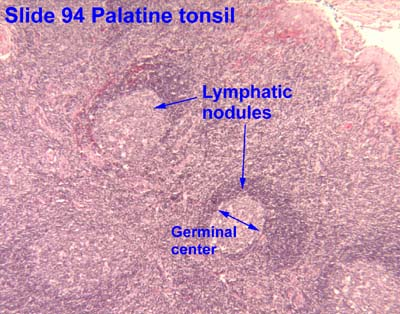 Slide 94 Palatine tonsil
Lymphatic
nodules
Germinal
center